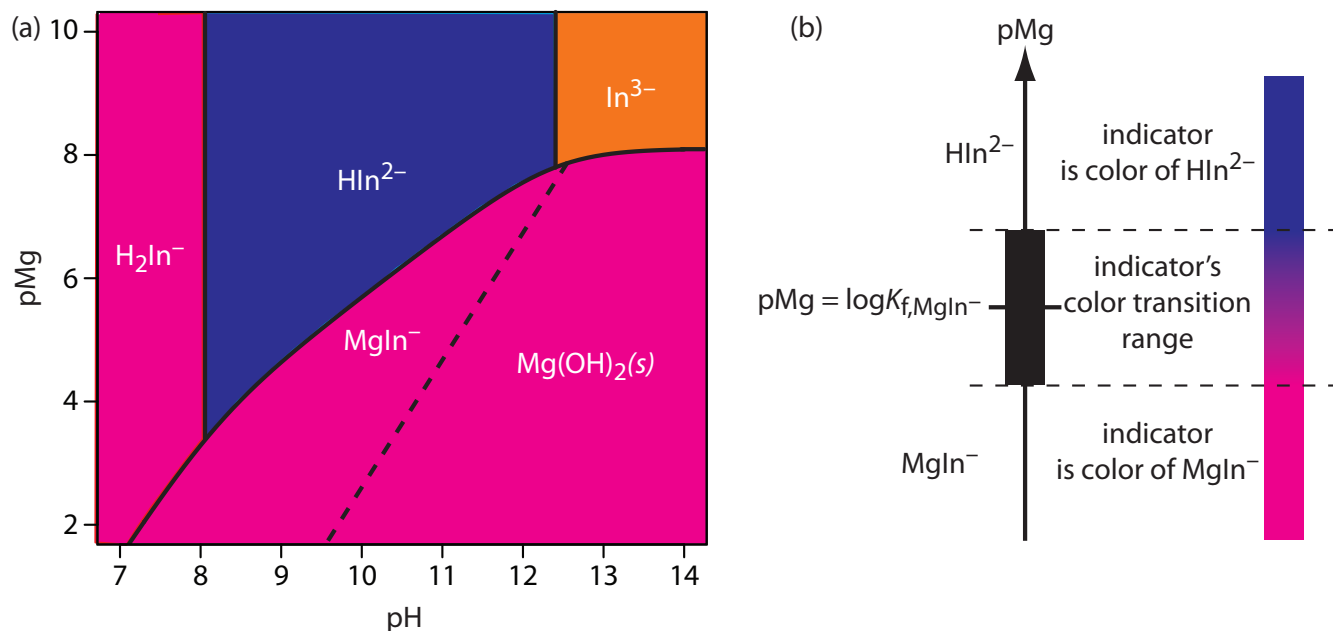 (a)
10
8
6
4
2
pMg
7
8
9
10
11
12
13
14
pH
H₂In⁻
HIn²⁻
In³⁻
MgIn⁻
Mg(OH)₂(s)
(b)
pMg
HIn²⁻
indicator
is color of HIn²⁻
pMg = logKf,MgIn⁻
indicator’s
color transition
range
MgIn⁻
indicator
is color of MgIn⁻